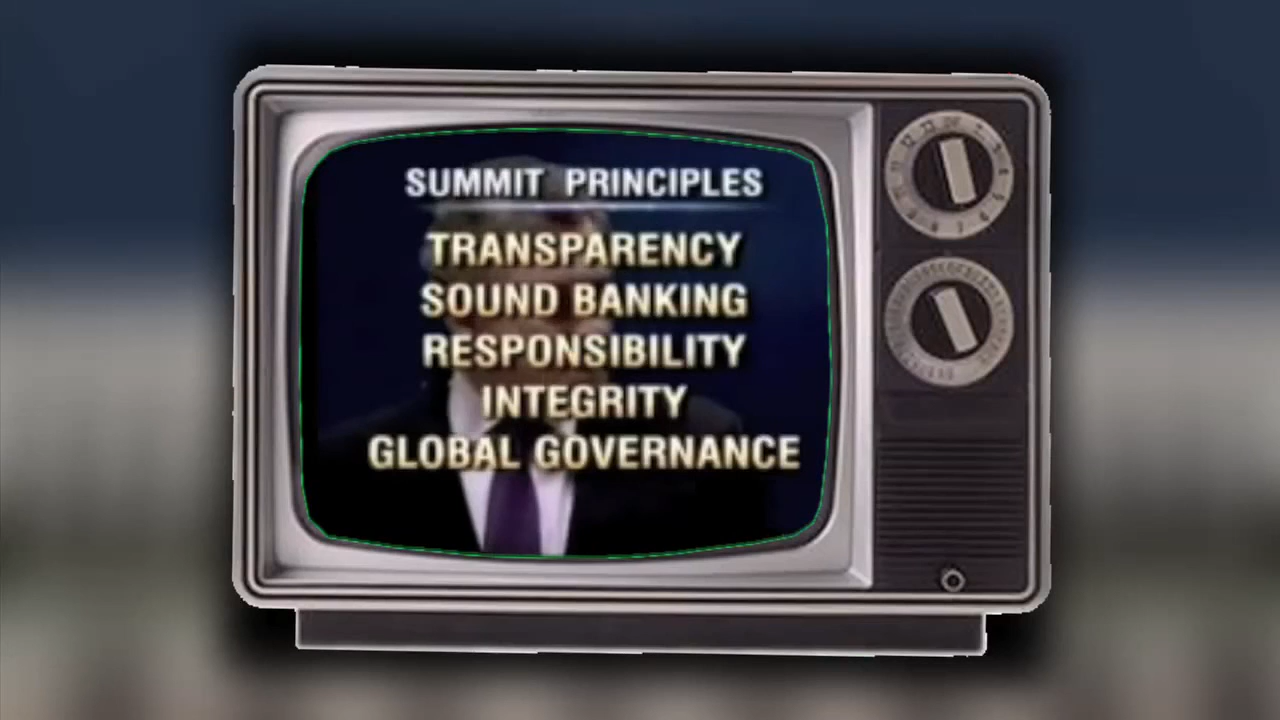 SUMMIT PRINCIPLES
TRANSPARENCY
SOUND BANKING
RESPONSIBILITY
INTEGRITY
GLOBAL GOVERNANCE